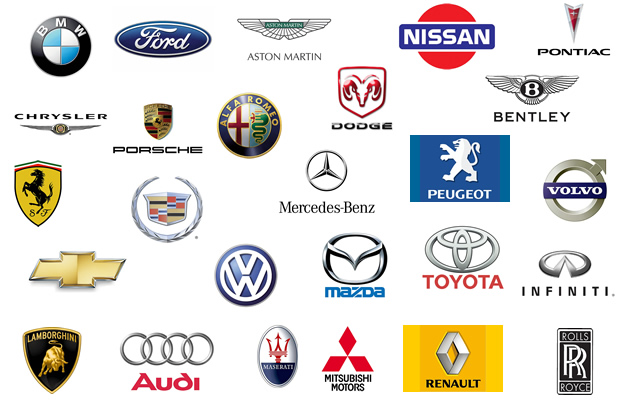 BMW
Ford
ASTON MARTIN
ASTON MARTIN
NISSAN
PONTIAC
CHRYSLER
PORSCHE
ALFA ROMEO
DODGE
B
BENTLEY
S F
Mercedes-Benz
PEUGEOT
VOLVO
VW
mazda
TOYOTA
INFINITI
LAMBORGHINI
Audi
MASERATI
MITSUBISHI
MOTORS
RENAULT
ROLLS
RR
ROYCE